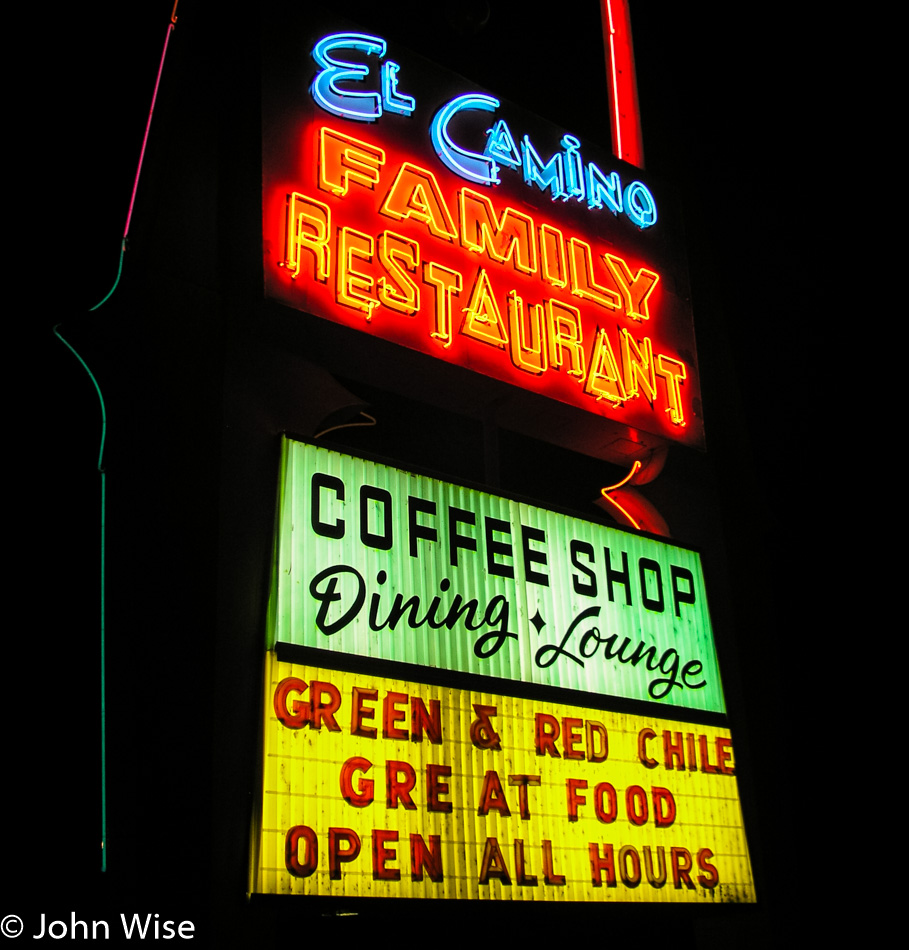 El Camino
FAMILY
RESTAURANT
COFFEE SHOP
Dining Lounge
GREEN & RED CHILE
GREAT FOOD
OPEN ALL HOURS
© John Wise